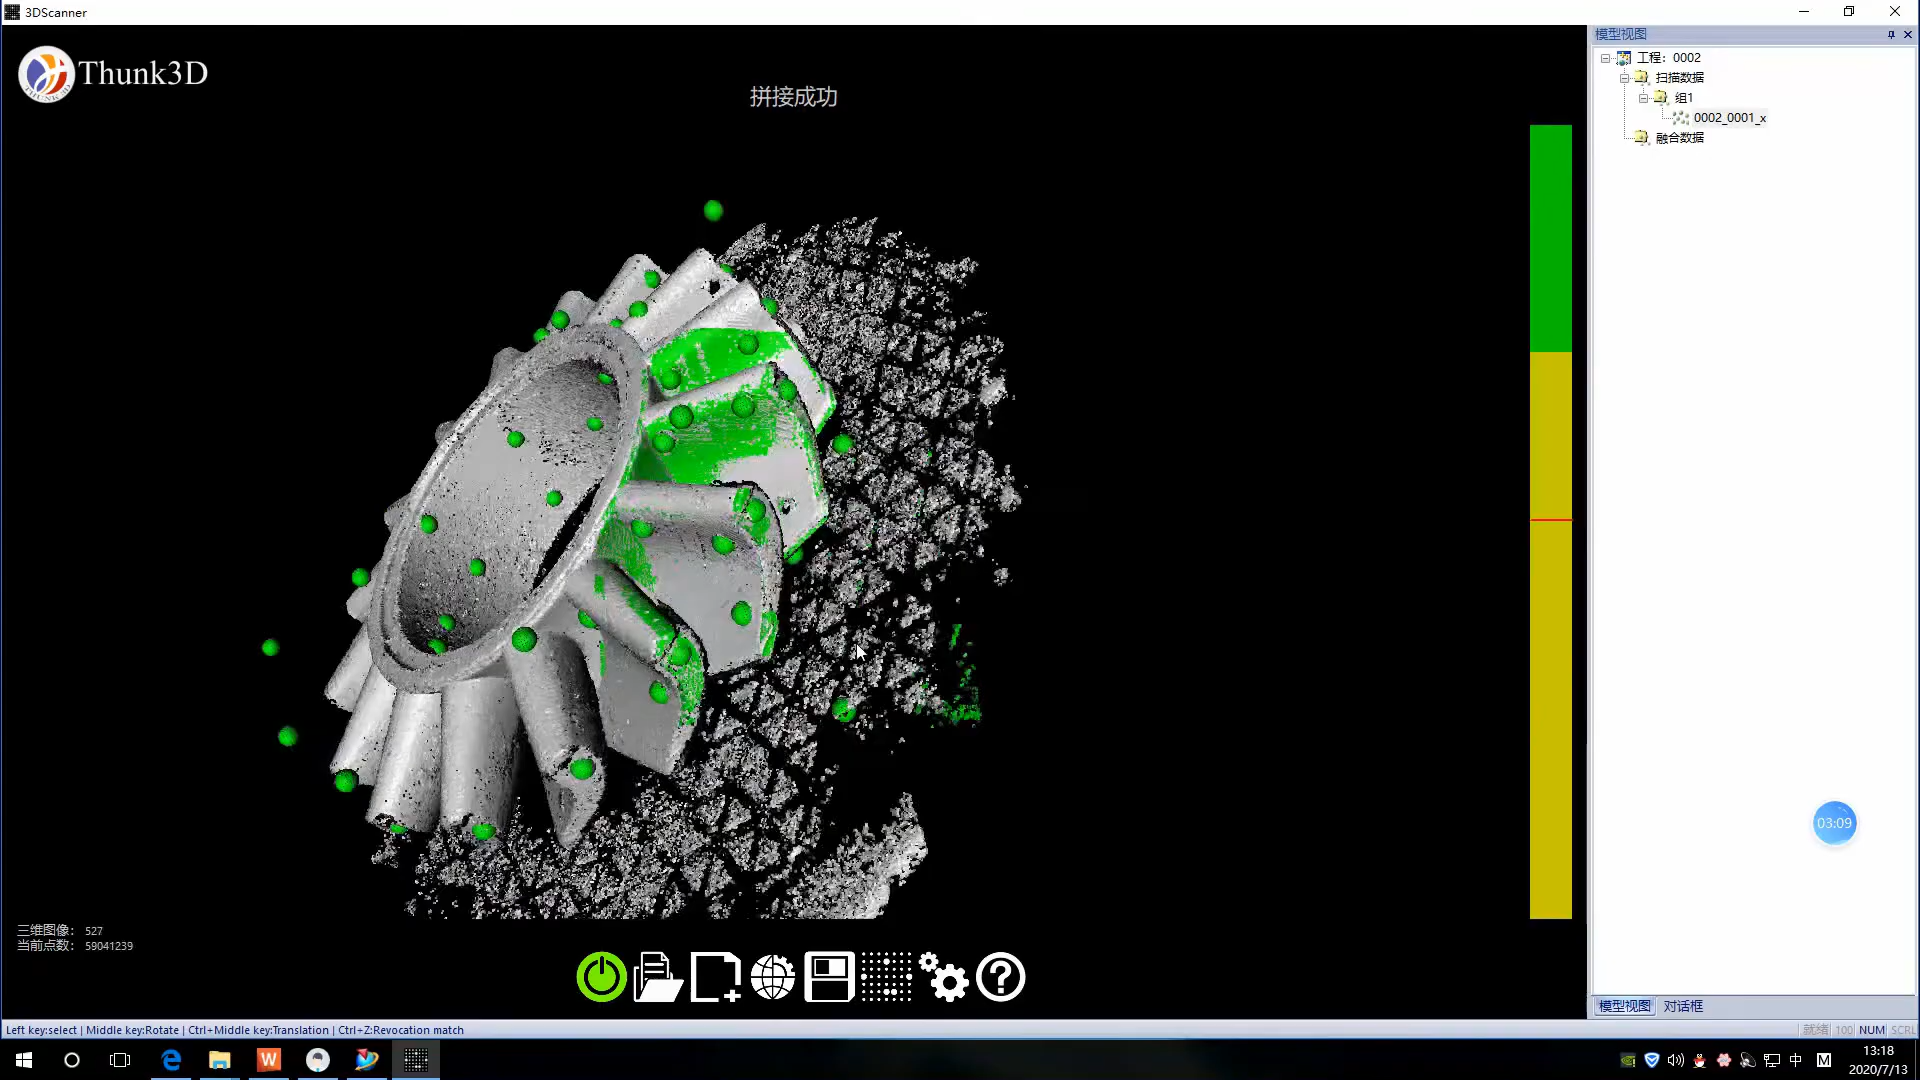 3DScanner
Thunk3D
拼接成功
模型视图
工程：0002
扫描数据
组1
0002_0001_x
融合数据
03:09
三维图像： 527
当前点数： 59041239
模型视图 对话框
Left key:select | Middle key:Rotate | Ctrl+Middle key:Translation | Ctrl+Z:Revocation match
就绪 100 NUM SCRL
中 M
13:18
2020/7/13